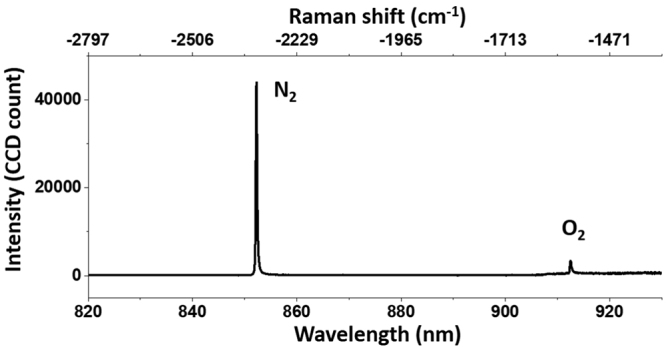 Raman shift (cm-1)
-2797 -2506 -2229 -1965 -1713 -1471
N2
40000
20000
0
O2
Intensity (CCD count)
820 840 860 880 900 920
Wavelength (nm)